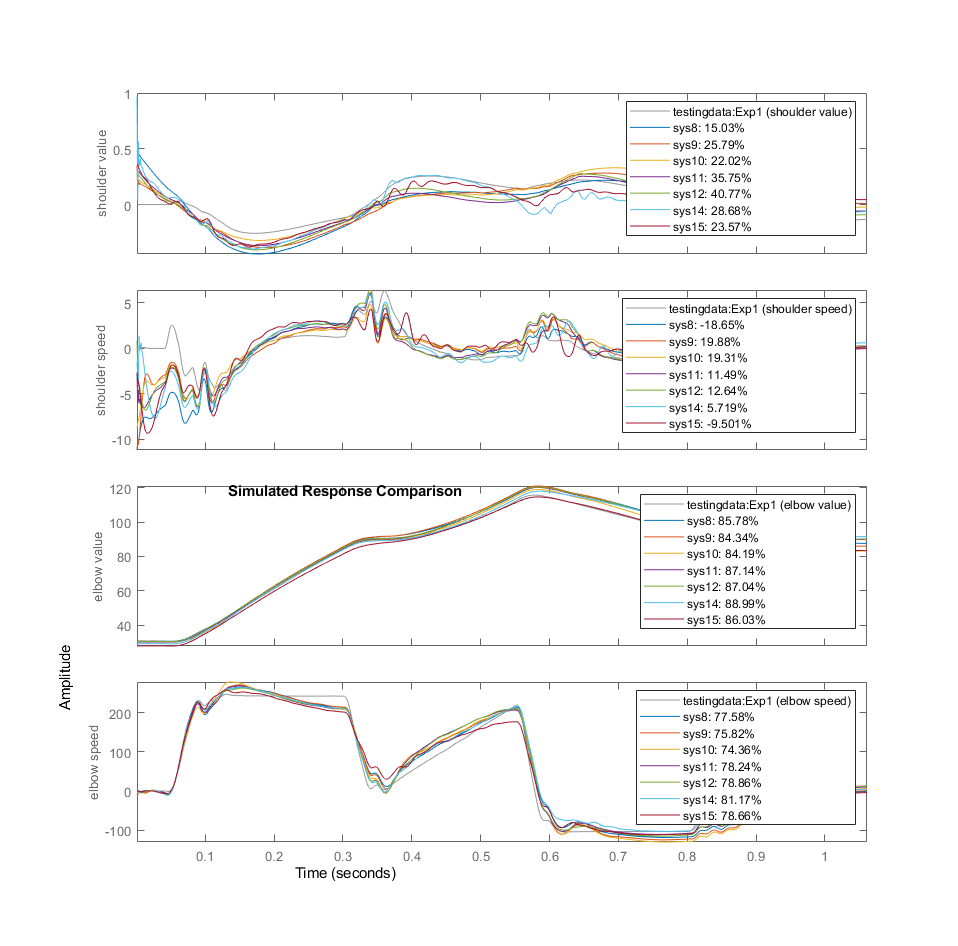 1
0.5
0
shoulder value
testingdata:Exp1 (shoulder value)
sys8: 15.03%
sys9: 25.79%
sys10: 22.02%
sys11: 35.75%
sys12: 40.77%
sys14: 28.68%
sys15: 23.57%
5
0
-5
-10
shoulder speed
testingdata:Exp1 (shoulder speed)
sys8: -18.65%
sys9: 19.88%
sys10: 19.31%
sys11: 11.49%
sys12: 12.64%
sys14: 5.719%
sys15: -9.501%
Simulated Response Comparison
120
100
80
60
40
elbow value
testingdata:Exp1 (elbow value)
sys8: 85.78%
sys9: 84.34%
sys10: 84.19%
sys11: 87.14%
sys12: 87.04%
sys14: 88.99%
sys15: 86.03%
Amplitude
200
100
0
-100
elbow speed
testingdata:Exp1 (elbow speed)
sys8: 77.58%
sys9: 75.82%
sys10: 74.36%
sys11: 78.24%
sys12: 78.86%
sys14: 81.17%
sys15: 78.66%
0.1 0.2 0.3 0.4 0.5 0.6 0.7 0.8 0.9 1
Time (seconds)